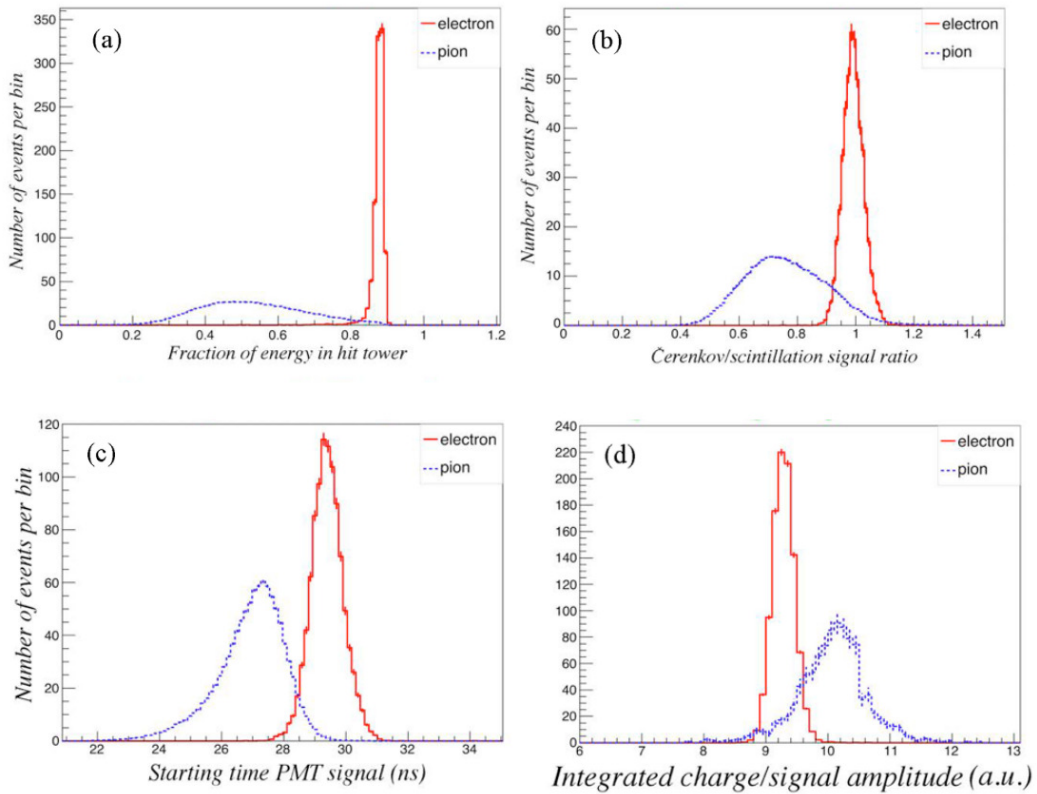 (a)
electron
pion
Number of events per bin
350
300
250
200
150
100
50
0
0 0.2 0.4 0.6 0.8 1 1.2
Fraction of energy in hit tower
(b)
electron
pion
Number of events per bin
60
50
40
30
20
10
0
0 0.2 0.4 0.6 0.8 1 1.2 1.4
Čerenkov/scintillation signal ratio
(c)
electron
pion
Number of events per bin
120
100
80
60
40
20
0
22 24 26 28 30 32 34
Starting time PMT signal (ns)
(d)
electron
pion
240
220
200
180
160
140
120
100
80
60
40
20
0
6 7 8 9 10 11 12 13
Integrated charge/signal amplitude (a.u.)